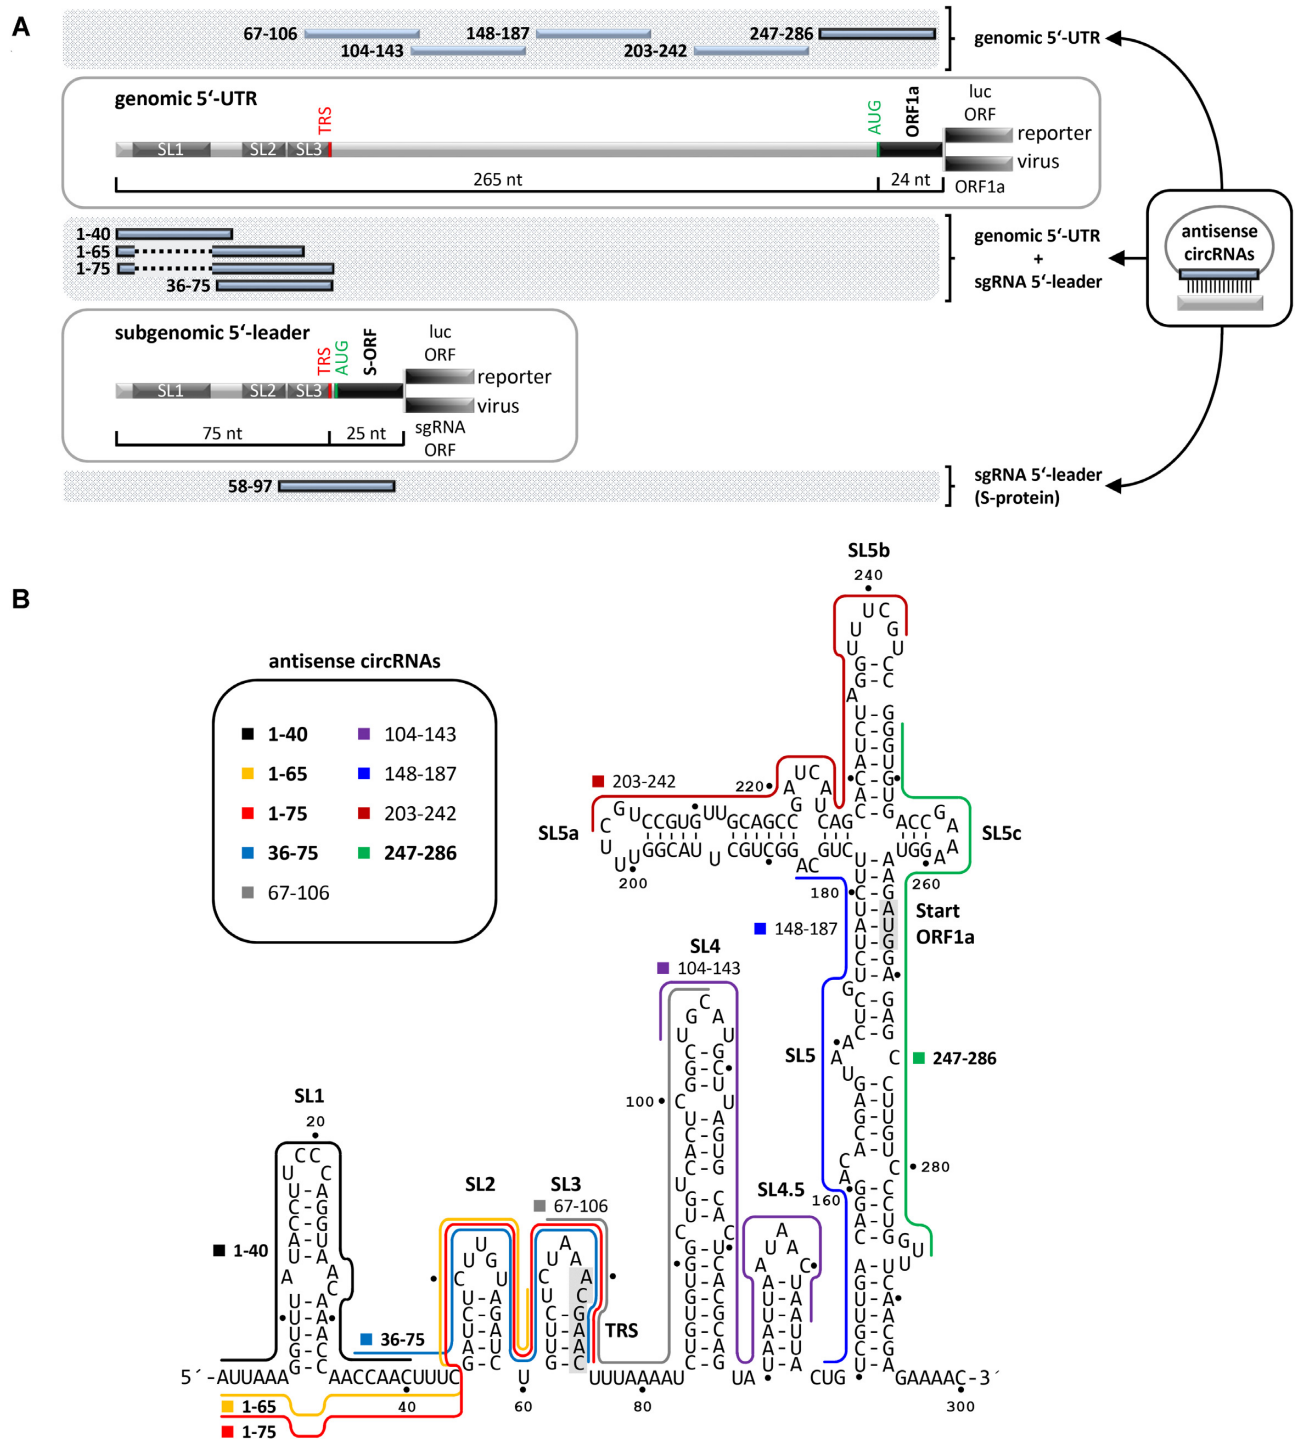 A
67-106
148-187
247-286
104-143
203-242
genomic 5‘-UTR
genomic 5‘-UTR
TRS
AUG
ORF1a
luc
ORF
SL1
SL2
SL3
reporter
virus
265 nt
24 nt
ORF1a
1-40
1-65
1-75
36-75
genomic 5‘-UTR
+
sgRNA 5‘-leader
antisense
circRNAs
subgenomic 5‘-leader
TRS
AUG
S-ORF
luc
ORF
SL1
SL2
SL3
reporter
virus
75 nt
25 nt
sgRNA
ORF
58-97
sgRNA 5‘-leader
(S-protein)
B
antisense circRNAs
1-40
104-143
1-65
148-187
1-75
203-242
36-75
247-286
67-106
SL5b
240
203-242
220
SL5a
200
SL5c
260
180
Start
ORF1a
148-187
SL4
104-143
SL5
247-286
100
SL1
20
280
SL2
SL3
67-106
SL4.5
160
1-40
36-75
TRS
5´-AUUAAA
AACCAACUUUC
U
UUUAAAAU
UA
CUG
GAAAAC-3´
1-65
40
60
80
300
1-75